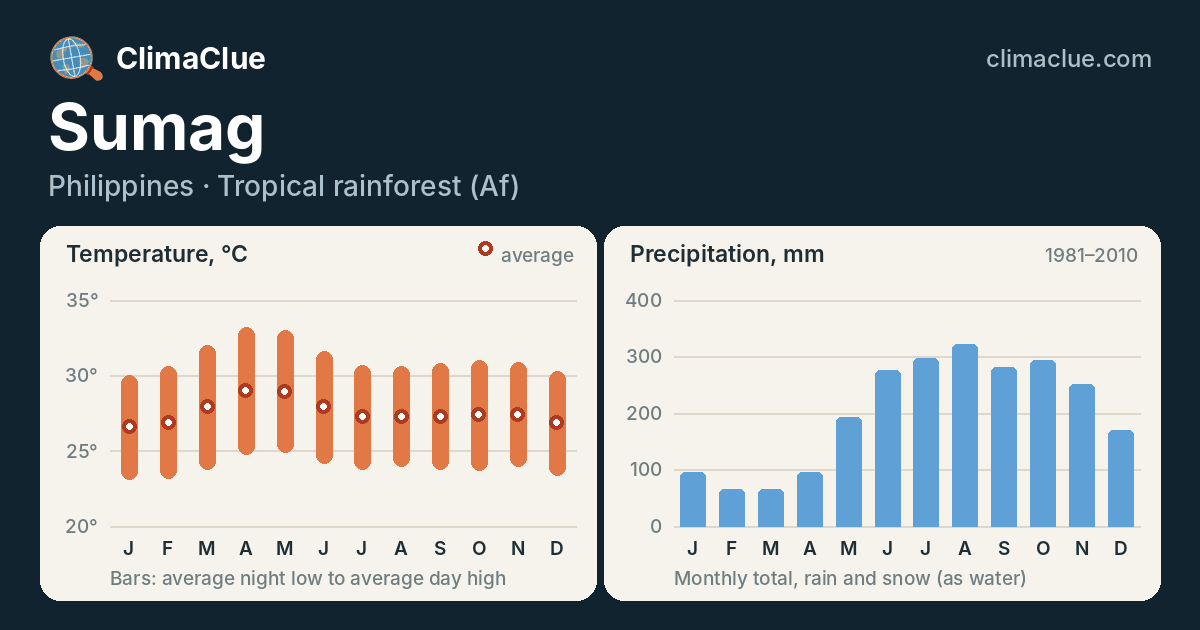 ClimaClue
climaclue.com
Sumag
Philippines · Tropical rainforest (Af)
Temperature, °C
average
35°
30°
25°
20°
J F M A M J J A S O N D
Bars: average night low to average day high
Precipitation, mm
1981–2010
400
300
200
100
0
J F M A M J J A S O N D
Monthly total, rain and snow (as water)